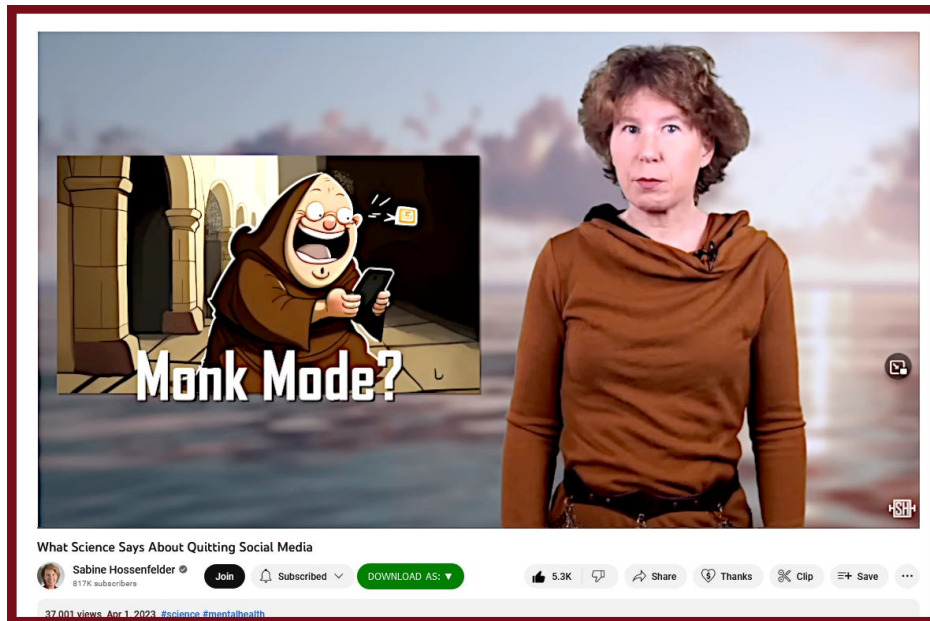 Monk Mode?
SH
What Science Says About Quitting Social Media
Sabine Hossenfelder
817K subscribers
Join
Subscribed
DOWNLOAD AS: ▼
5.3K
Share
Thanks
Clip
Save
37,001 views Apr 1, 2023 #science #mentalhealth